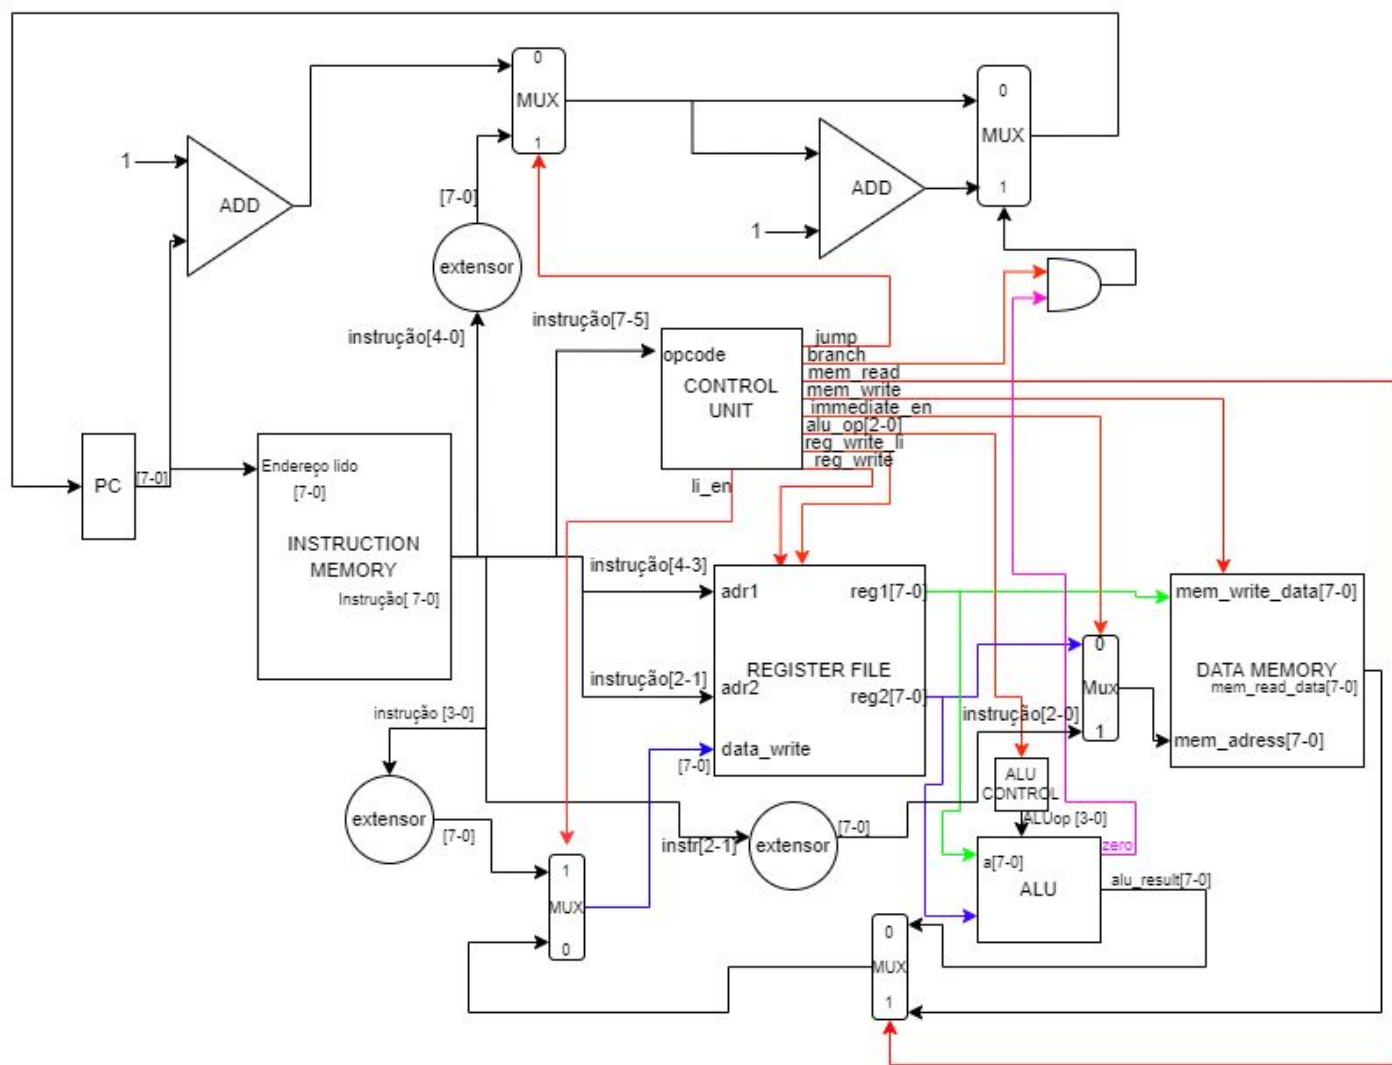 0
MUX
1
0
MUX
1
1
ADD
ADD
1
[7-0]
extensor
instrução[4-0]
instrução[7-5]
opcode
CONTROL
UNIT
jump
branch
mem_read
mem_write
immediate_en
alu_op[2-0]
reg_write_li
reg_write
li_en
PC
[7-0]
Endereço lido
[7-0]
INSTRUCTION
MEMORY
Instrução[ 7-0]
instrução[4-3]
adr1
reg1[7-0]
instrução[2-1]
adr2
REGISTER FILE
reg2[7-0]
data_write
[7-0]
mem_write_data[7-0]
DATA MEMORY
mem_read_data[7-0]
mem_adress[7-0]
0
Mux
1
instrução[2-0]
instrução [3-0]
extensor
[7-0]
instr[2-1]
extensor
[7-0]
ALU
CONTROL
ALUop [3-0]
zero
a[7-0]
ALU
alu_result[7-0]
1
MUX
0
0
MUX
1